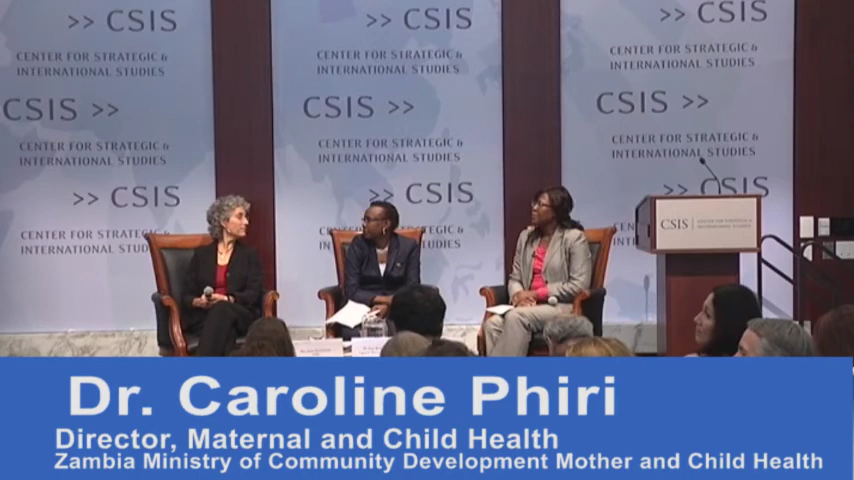 >> CSIS
CENTER FOR STRATEGIC &
INTERNATIONAL STUDIES
CSIS >>
CENTER FOR STRATEGIC &
INTERNATIONAL STUDIES
>> CSIS
CENTER FOR
INTERNATIONAL STUDIES
>> CSIS
CENTER FOR STRATEGIC &
INTERNATIONAL STUDIES
CSIS >>
CENTER FOR STRATEGIC &
INTERNATIONAL STUDIES
>> CSIS
STRATEGIC &
STUDIES
>> CSIS
CENTER FOR STRATEGIC &
INTERNATIONAL STUDIES
CSIS >>
CENTER FOR STRATEGIC &
INTERNATIONAL STUDIES
>> CSIS
CSIS | CENTER FOR STRATEGIC &
INTERNATIONAL STUDIES
Dr. Caroline Phiri
Director, Maternal and Child Health
Zambia Ministry of Community Development Mother and Child Health